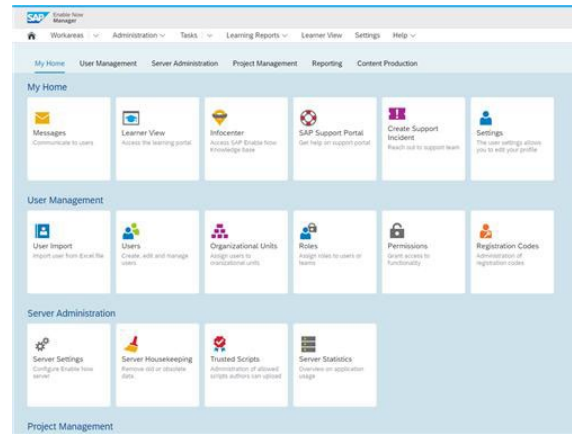 SAP Enable Now
Manager
Workareas Administration Tasks Learning Reports Learner View Settings Help
My Home User Management Server Administration Project Management Reporting Content Production
My Home
Messages
Communicate to users
Learner View
Access the learning portal
Infocenter
Access SAP Enable Now
Knowledge base
SAP Support Portal
Get help on support portal
Create Support
Incident
Reach out to support team
Settings
The user settings allows
you to edit your profile
User Management
User Import
Import user from Excel file
Users
Create, edit and manage
users
Organizational Units
Assign users to
oranizational units
Roles
Assign roles to users or
teams
Permissions
Grant access to
functionality
Registration Codes
Administration of
registration codes
Server Administration
Server Settings
Configure Enable Now
server
Server Housekeeping
Remove old or obsolete
data
Trusted Scripts
Administration of allowed
scripts authors can upload
Server Statistics
Overview on application
usage
Project Management